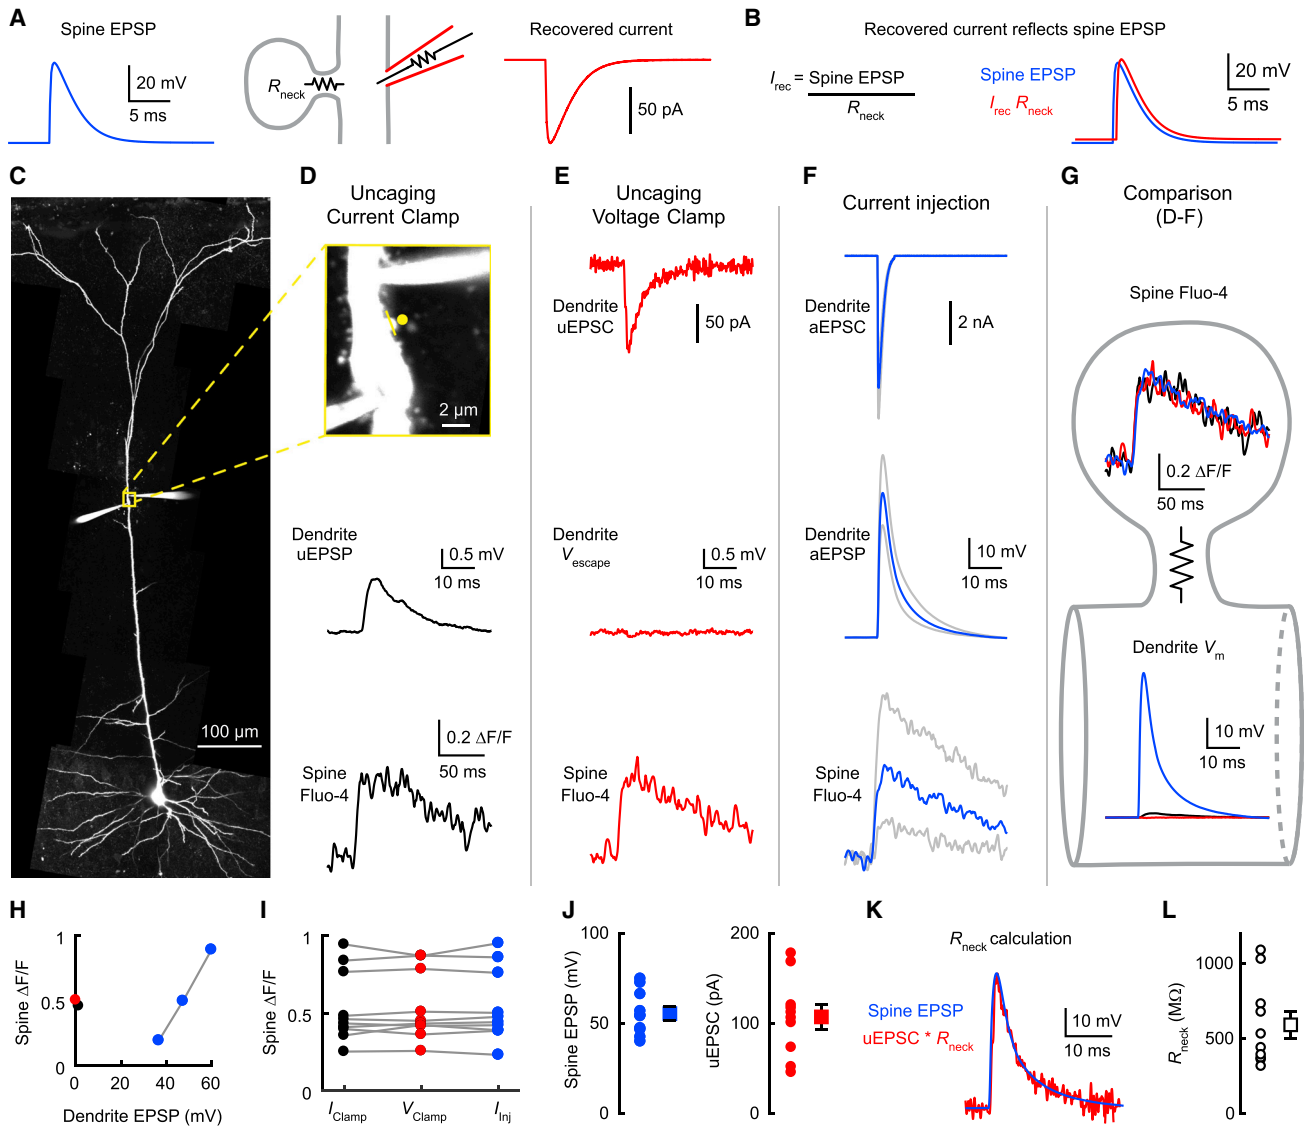 A
Spine EPSP
20 mV
5 ms
R neck
Recovered current
50 pA
B
Recovered current reflects spine EPSP
I rec = Spine EPSP
R neck
Spine EPSP
I rec R neck
20 mV
5 ms
C
100 µm
D
Uncaging
Current Clamp
2 µm
Dendrite
uEPSP
0.5 mV
10 ms
Spine
Fluo-4
0.2 ΔF/F
50 ms
E
Uncaging
Voltage Clamp
Dendrite
uEPSC
50 pA
Dendrite
V escape
0.5 mV
10 ms
Spine
Fluo-4
F
Current injection
Dendrite
aEPSC
2 nA
Dendrite
aEPSP
10 mV
10 ms
Spine
Fluo-4
G
Comparison
(D-F)
Spine Fluo-4
0.2 ΔF/F
50 ms
Dendrite V m
10 mV
10 ms
H
Spine ΔF/F
1
0.5
0
0 20 40 60
Dendrite EPSP (mV)
I
Spine ΔF/F
1
0.5
0
I Clamp V Clamp I Inj
J
Spine EPSP (mV)
100
50
0
uEPSC (pA)
200
100
0
K
R neck calculation
Spine EPSP
uEPSC * R neck
10 mV
10 ms
L
R neck (MΩ)
1000
500
0